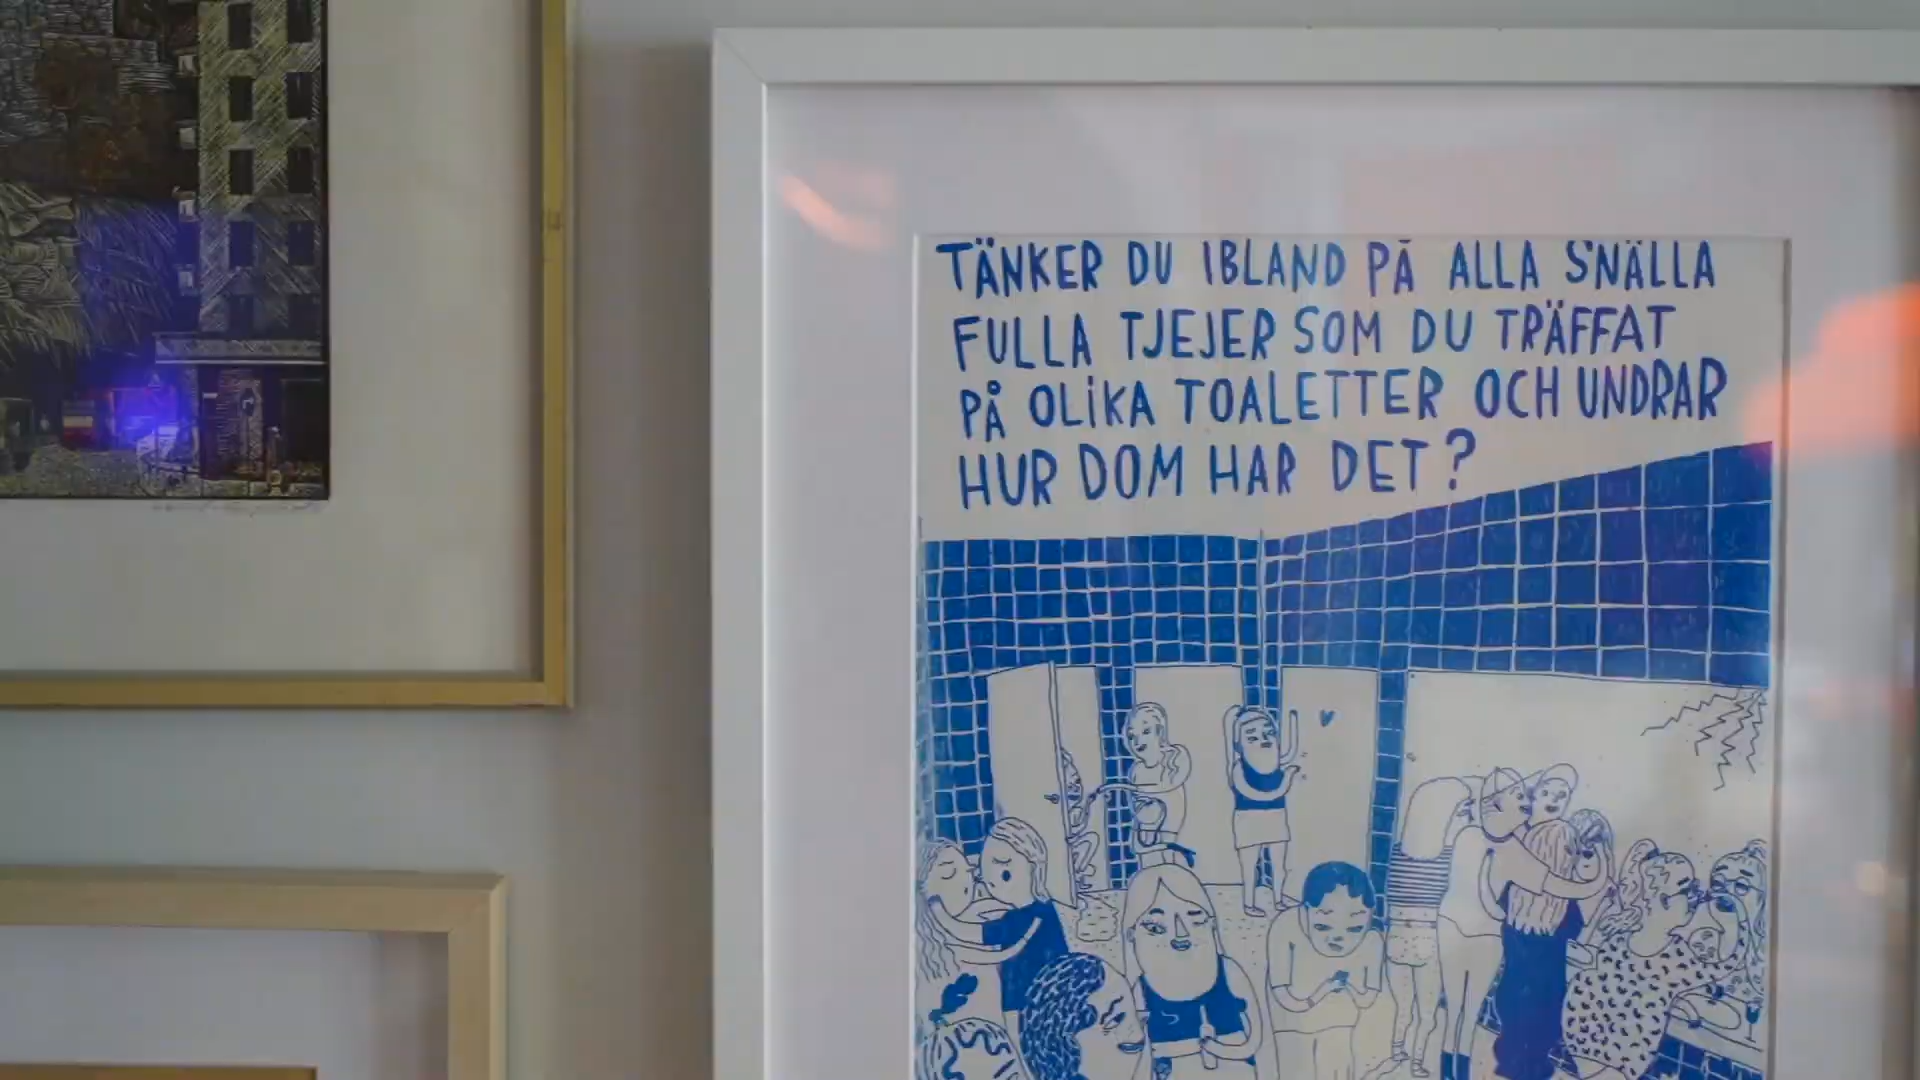 TÄNKER DU IBLAND PÅ ALLA SNÄLLA
FULLA TJEJER SOM DU TRÄFFAT
PÅ OLIKA TOALETTER OCH UNDRAR
HUR DOM HAR DET?